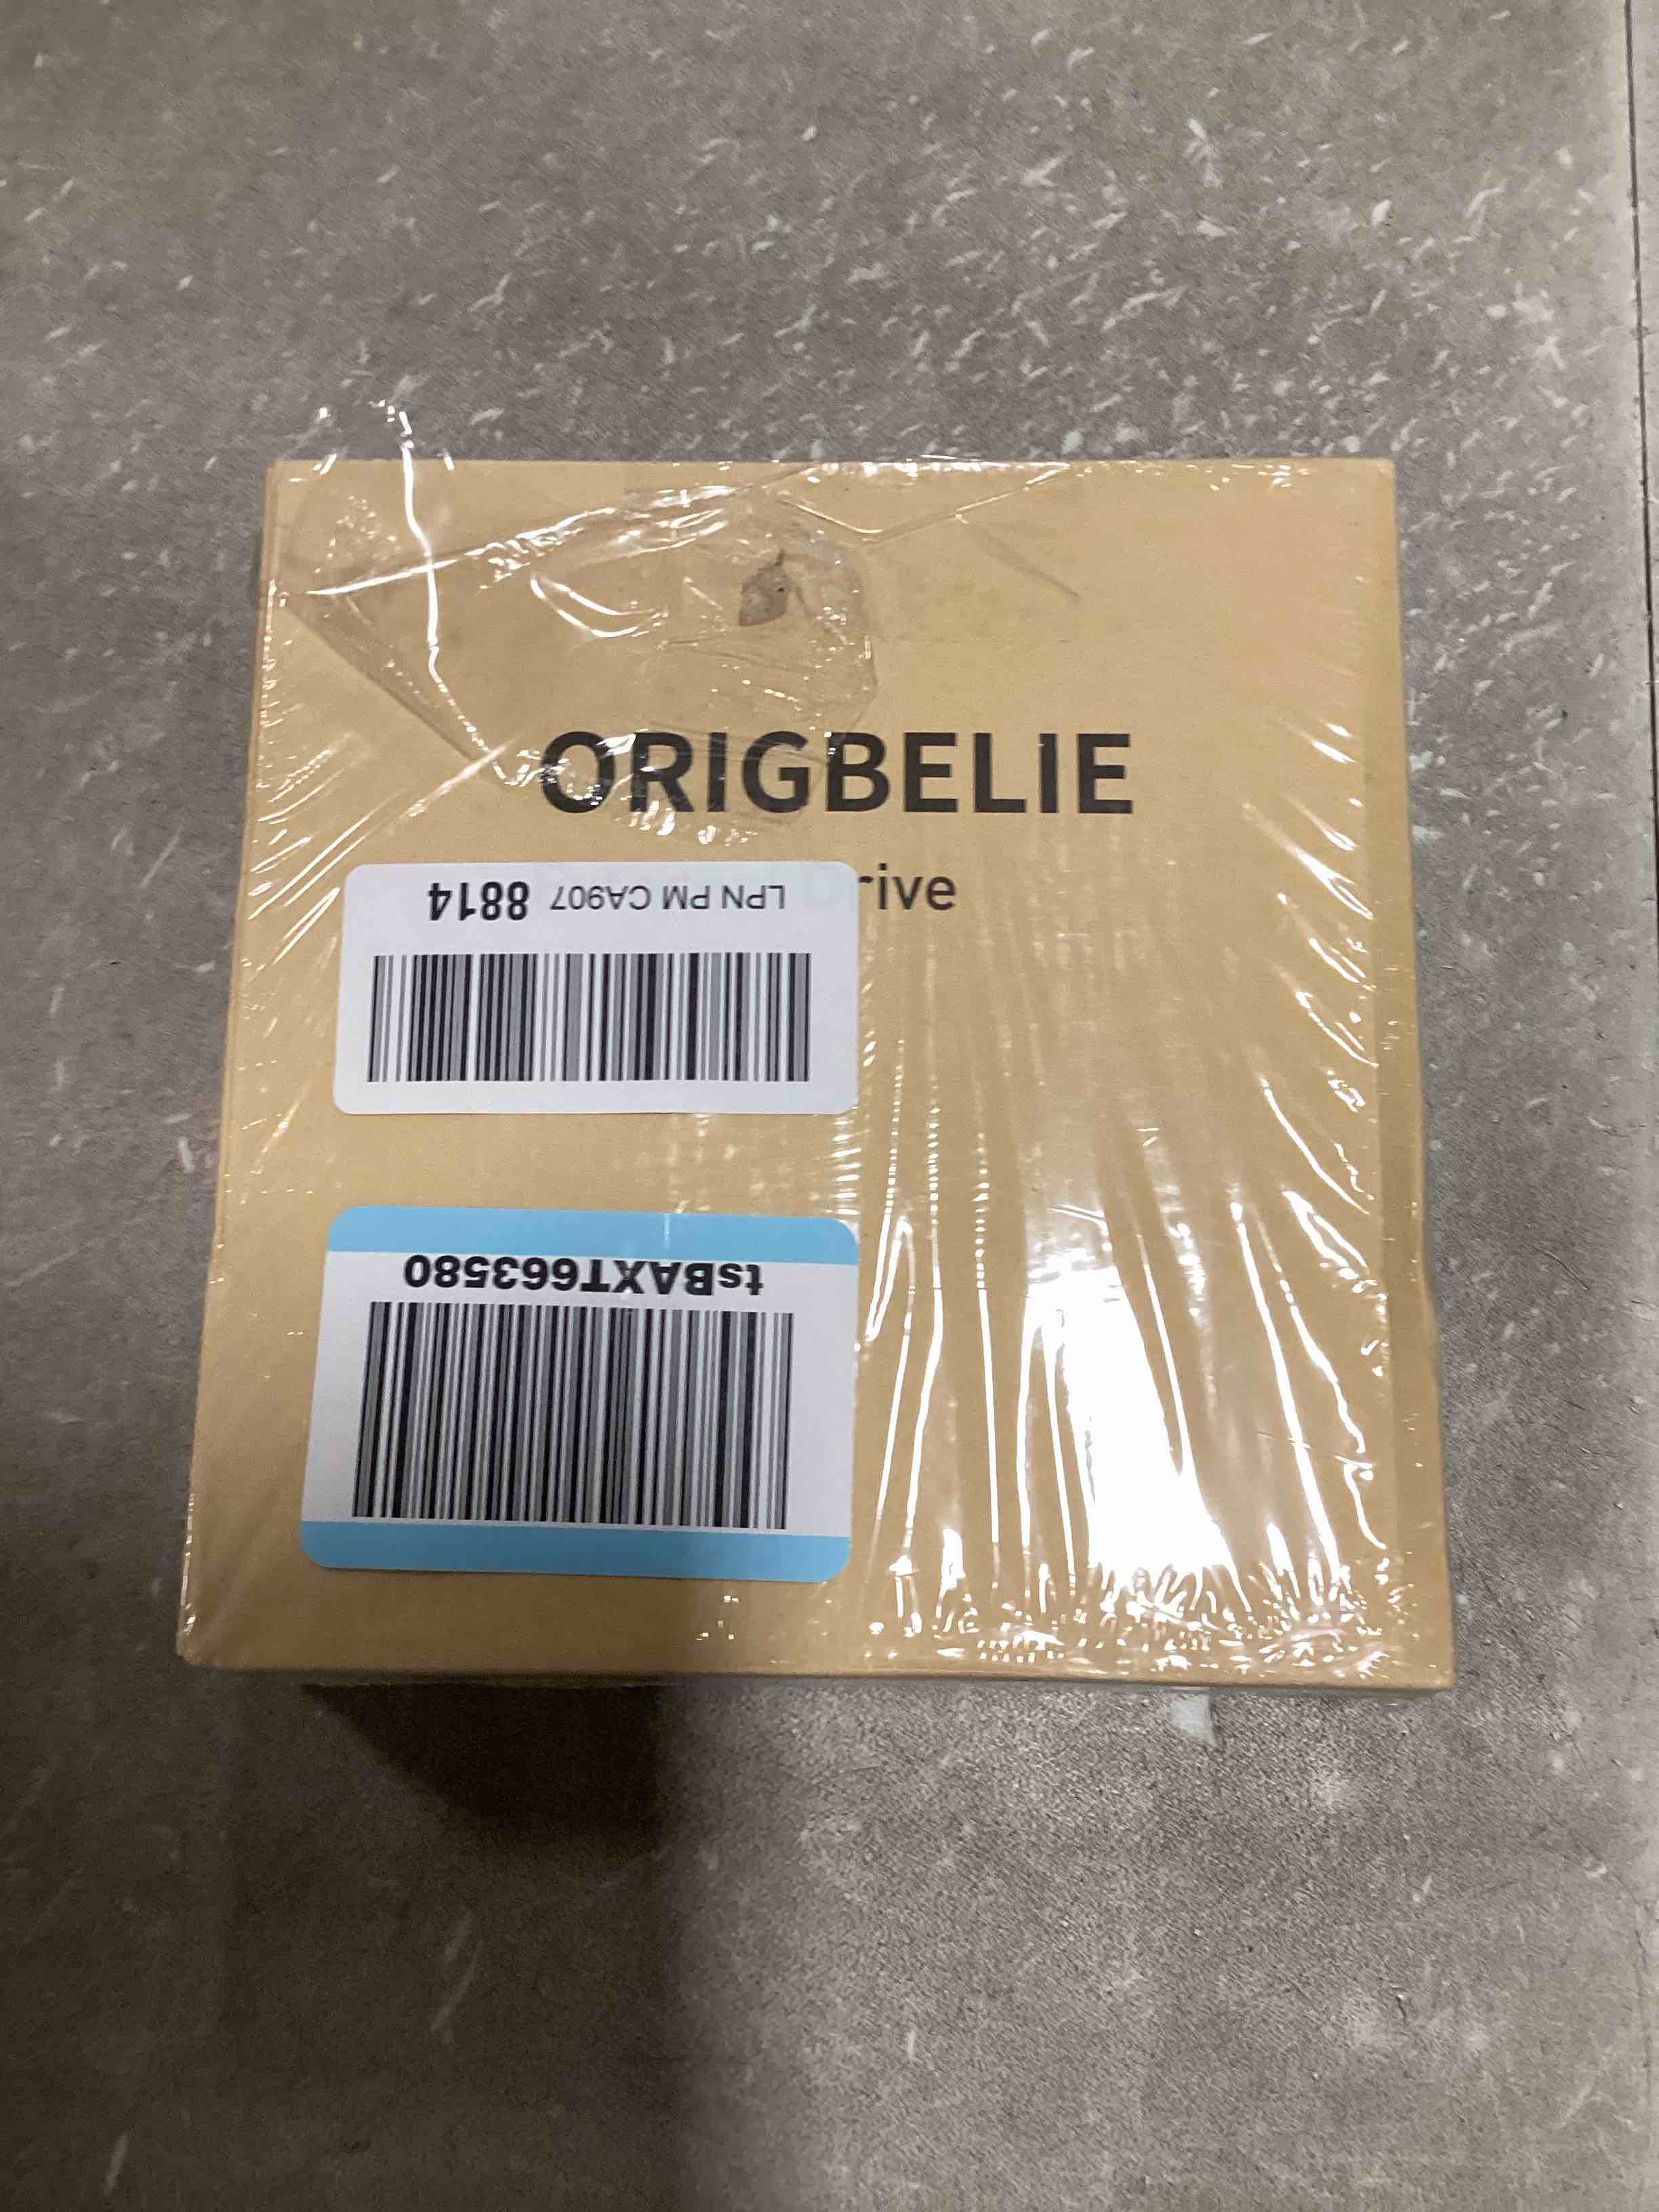 ORIGBELIE
rive
LPN PM CA907 8814
tsBAXT663580